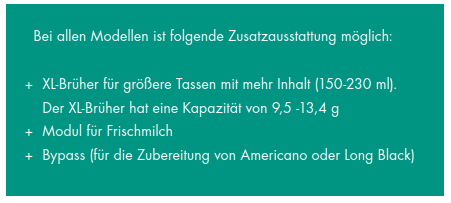 Bei allen Modellen ist folgende Zusatzausstattung möglich:
+ XL-Brüher für größere Tassen mit mehr Inhalt (150-230 ml).
Der XL-Brüher hat eine Kapazität von 9,5 -13,4 g
+ Modul für Frischmilch
+ Bypass (für die Zubereitung von Americano oder Long Black)